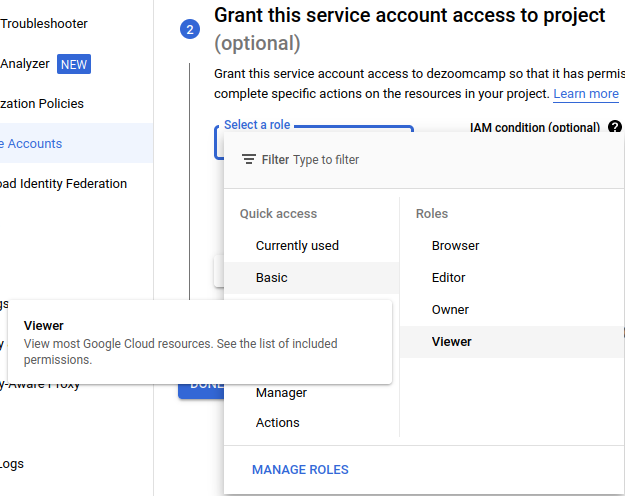 Troubleshooter
Analyzer NEW
zation Policies
e Accounts
oad Identity Federation
gs
y
y-Aware Proxy
Logs
2
Grant this service account access to project
(optional)
Grant this service account access to dezoomcamp so that it has permis
complete specific actions on the resources in your project. Learn more
Select a role
IAM condition (optional)
Filter Type to filter
Quick access
Currently used
Basic
Manager
Actions
Roles
Browser
Editor
Owner
Viewer
Viewer
View most Google Cloud resources. See the list of included
permissions.
DONE
MANAGE ROLES